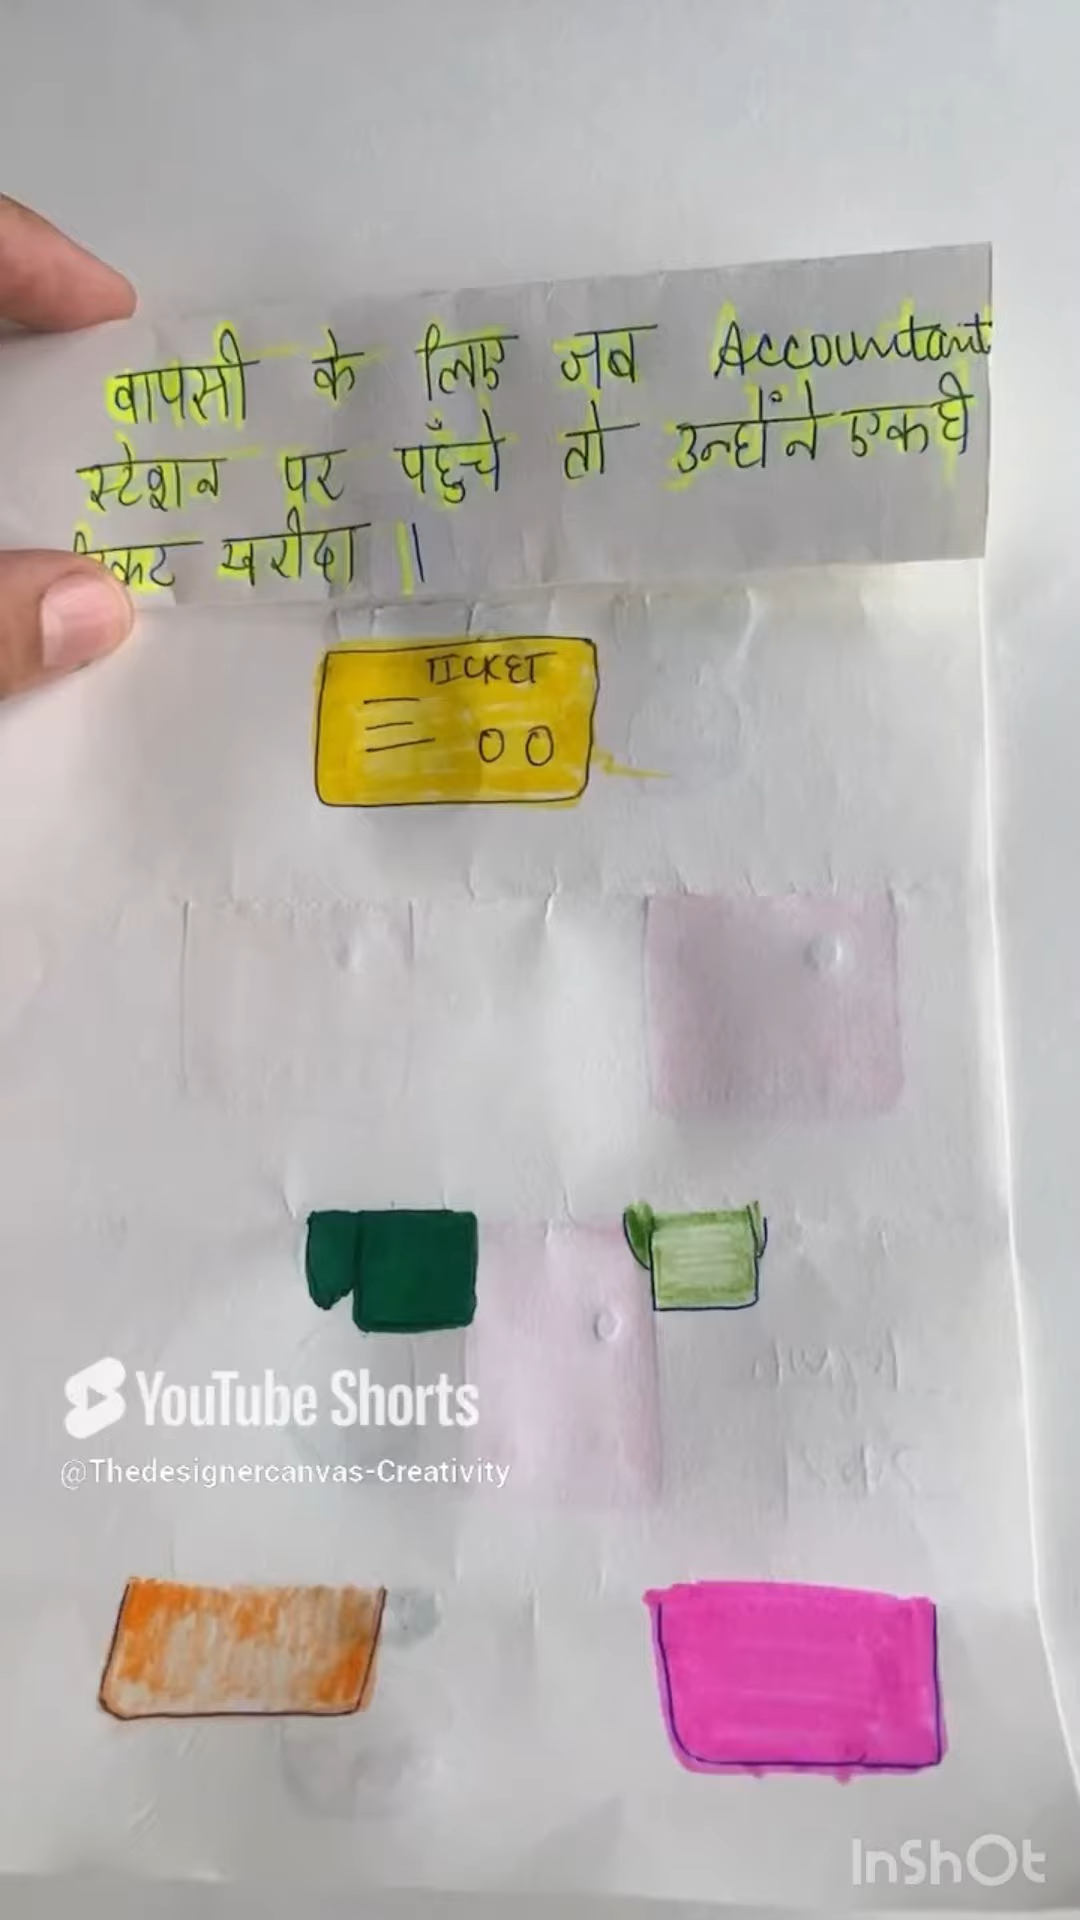 वापसी के लिए जब Accountant
स्टेशन पर पहुँचे तो उन्होंने एक ही
टिकट खरीदा ||
TICKET
YouTube Shorts
@Thedesignercanvas-Creativity
InShOt